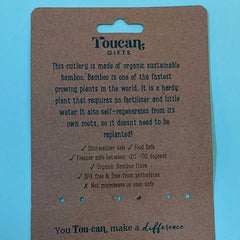 Toucan
GIFTS
This cutlery is made of organic sustainable
bamboo. Bamboo is one of the fastest
growing plants in the world. It is a hardy
plant that requires no fertiliser and little
water. It also self-regenerates from its
own roots, so it doesn't need to be
replanted!
✓ Dishwasher safe ✓ Food Safe
✓ Freezer safe between -20 -110 degrees
✓ Organic Bamboo Fibre
✓ BPA free & free from phthalates
✗ Not microwave or oven safe
You Tou-can, make a difference